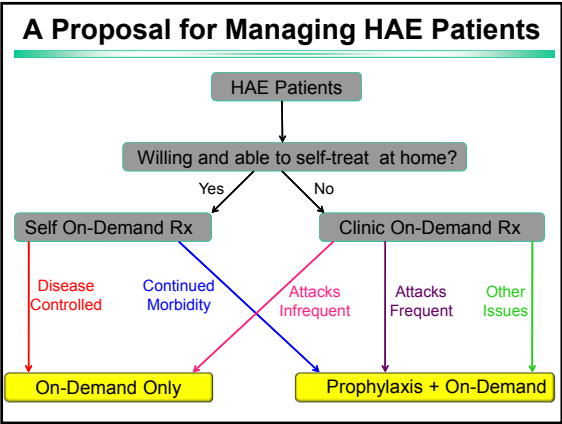 A Proposal for Managing HAE Patients
HAE Patients
Willing and able to self-treat at home?
Yes
No
Self On-Demand Rx
Clinic On-Demand Rx
Disease
Controlled
Continued
Morbidity
Attacks
Infrequent
Attacks
Frequent
Other
Issues
On-Demand Only
Prophylaxis + On-Demand